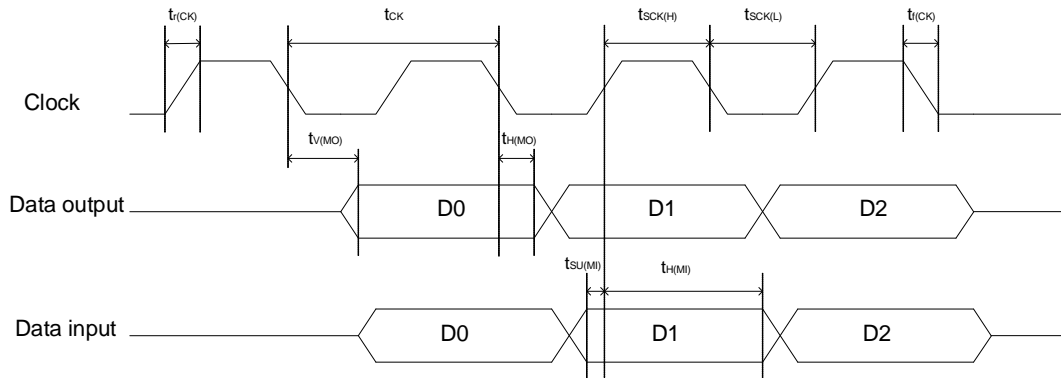 tr(CK) tCK tSCK(H) tSCK(L) tf(CK)
Clock
tV(MO) tH(MO)
Data output D0 D1 D2
tSU(MI) tH(MI)
Data input D0 D1 D2